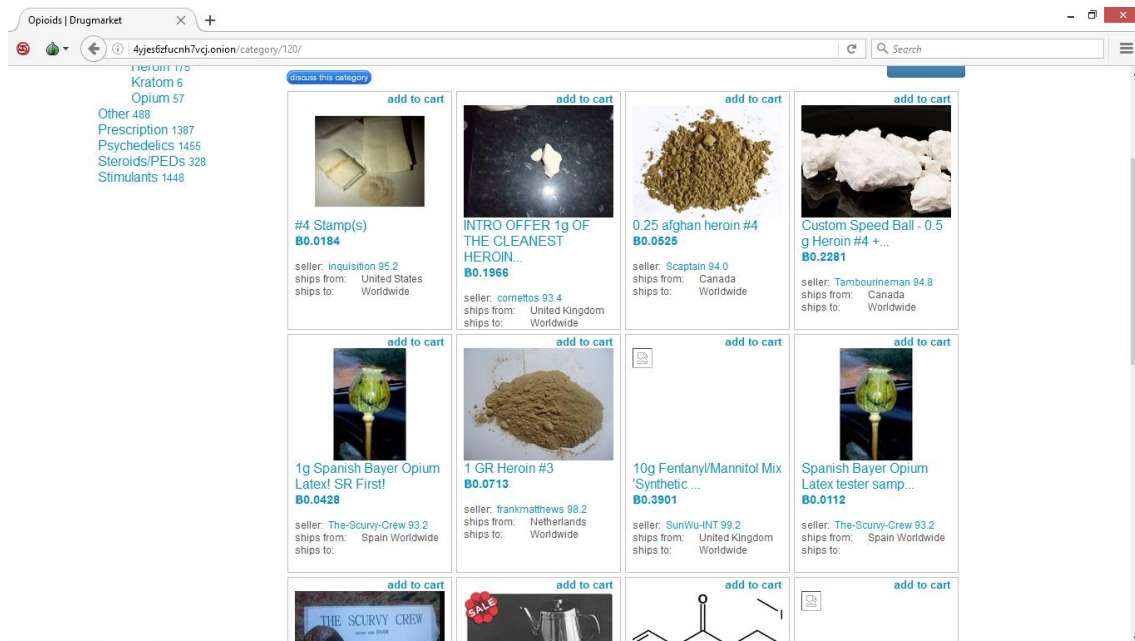 Opioids | Drugmarket
4yjes6zfucnh7vcj.onion/category/120/
Search
Heroin 175
Kratom 6
Opium 57
Other 488
Prescription 1387
Psychedelics 1455
Steroids/PEDs 328
Stimulants 1448
discuss this category
add to cart
#4 Stamp(s)
฿0.0184
seller: inquisition 95.2
ships from: United States
ships to: Worldwide
add to cart
INTRO OFFER 1g OF
THE CLEANEST
HEROIN...
฿0.1966
seller: cornettos 93.4
ships from: United Kingdom
ships to: Worldwide
add to cart
0.25 afghan heroin #4
฿0.0525
seller: Scaptain 94.0
ships from: Canada
ships to: Worldwide
add to cart
Custom Speed Ball - 0.5
g Heroin #4 +...
฿0.2281
seller: Tambourineman 94.8
ships from: Canada
ships to: Worldwide
add to cart
1g Spanish Bayer Opium
Latex! SR First!
฿0.0428
seller: The-Scurvy-Crew 93.2
ships from: Spain Worldwide
ships to:
add to cart
1 GR Heroin #3
฿0.0713
seller: frankmatthews 98.2
ships from: Netherlands
ships to: Worldwide
add to cart
10g Fentanyl/Mannitol Mix
'Synthetic ...
฿0.3901
seller: SunWu-INT 99.2
ships from: United Kingdom
ships to: Worldwide
add to cart
Spanish Bayer Opium
Latex tester samp...
฿0.0112
seller: The-Scurvy-Crew 93.2
ships from: Spain Worldwide
ships to:
add to cart
THE SCURVY CREW
add to cart
SALE
add to cart
O
I
add to cart